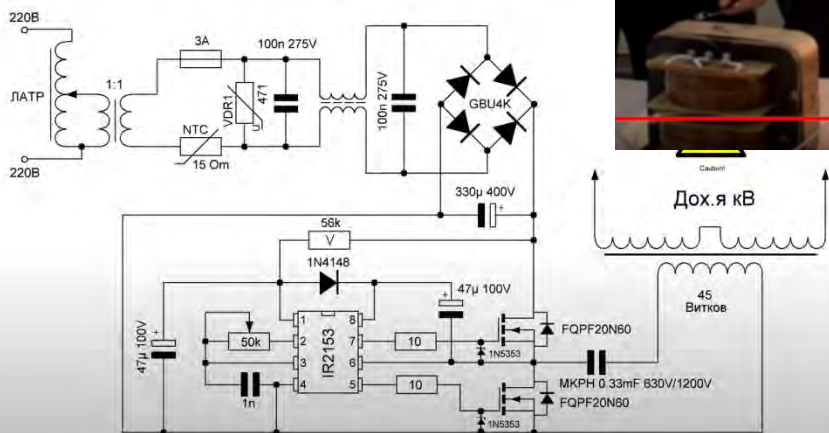 220В
ЛАТР
220В
1:1
3A
NTC
15 Om
VDR1
471
100n 275V
100n 275V
GBU4K
330µ 400V
+
56k
V
1N4148
47µ 100V
+
47µ 100V
+
50k
1n
IR2153
1
2
3
4
8
7
6
5
10
10
1N5353
1N5353
FQPF20N60
FQPF20N60
MKPH 0.33mF 630V/1200V
Caution!
Дох.я кВ
45
Витков